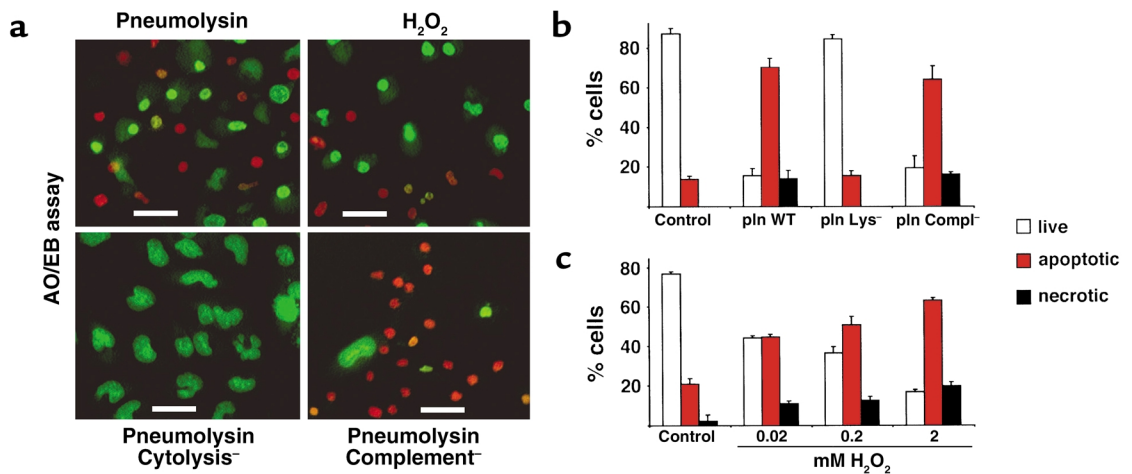 a
Pneumolysin
H₂O₂
AO/EB assay
Pneumolysin
Cytolysis⁻
Pneumolysin
Complement⁻
b
% cells
80
60
40
20
Control
pln WT
pln Lys⁻
pln Compl⁻
live
apoptotic
necrotic
c
% cells
80
60
40
20
Control
0.02
0.2
2
mM H₂O₂